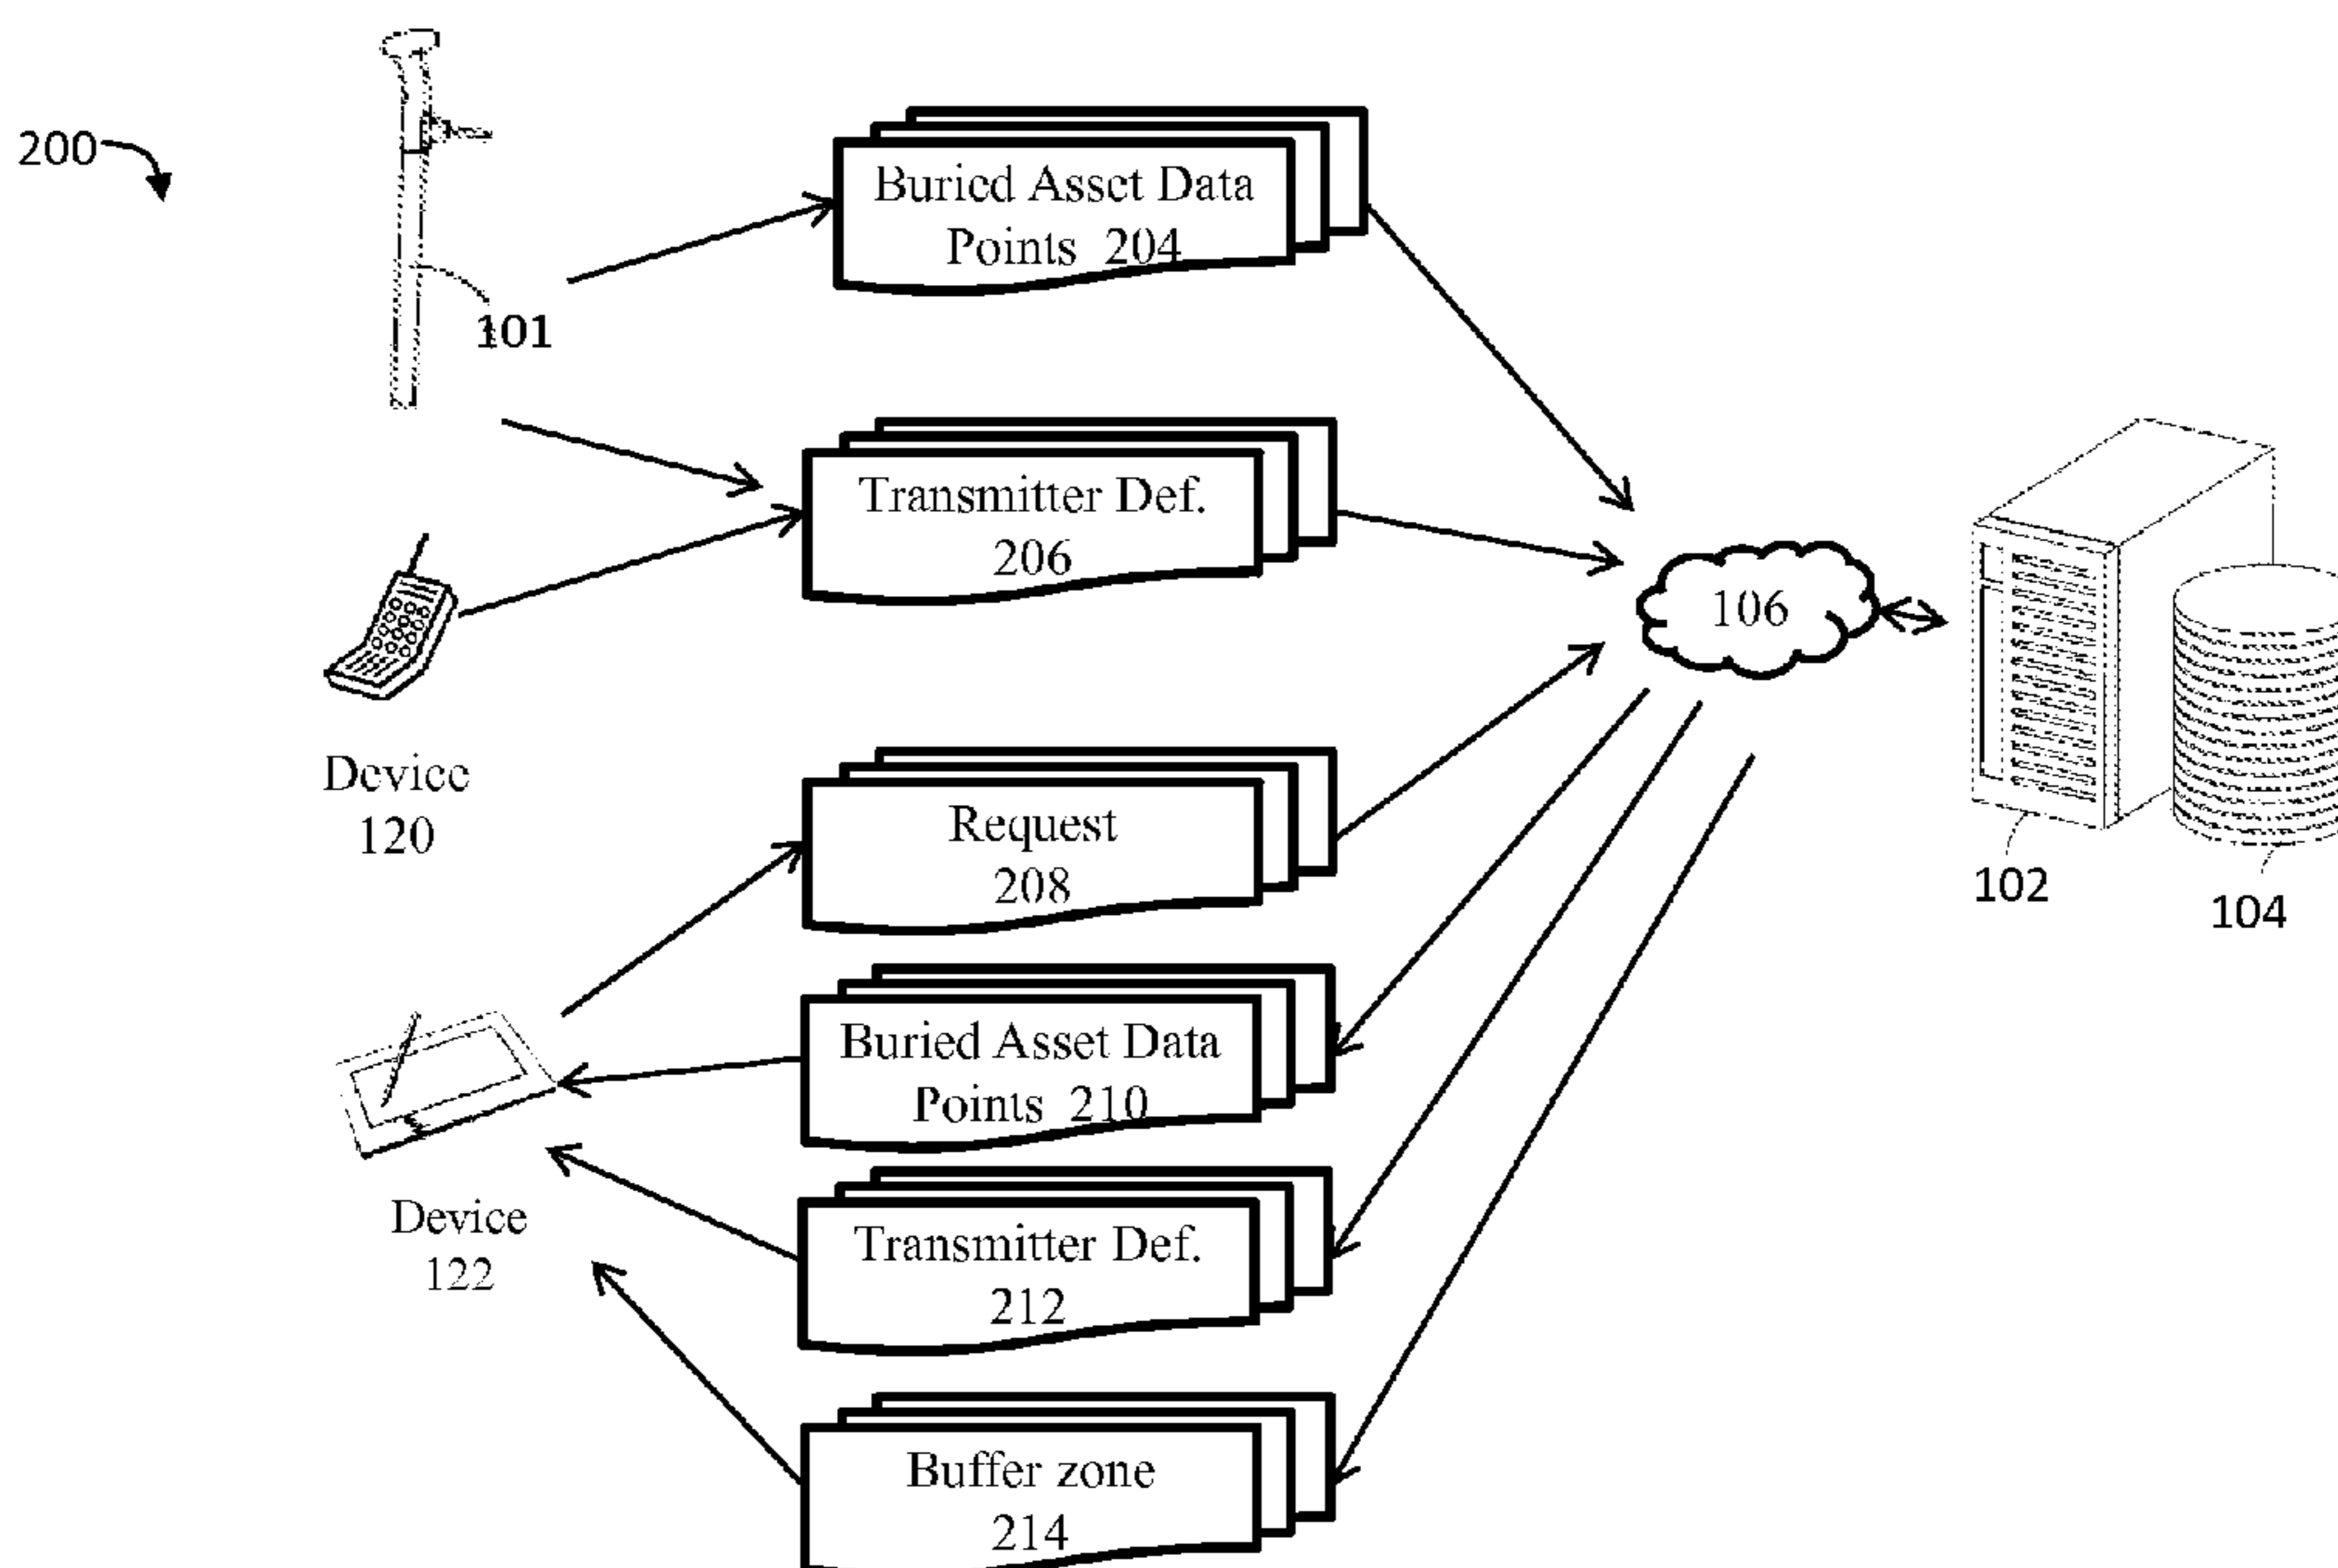 200
101
Buried Asset Data
Points 204
Transmitter Def.
206
106
Device
120
Request
208
102
104
Buried Asset Data
Points 210
Device
122
Transmitter Def.
212
Buffer zone
214